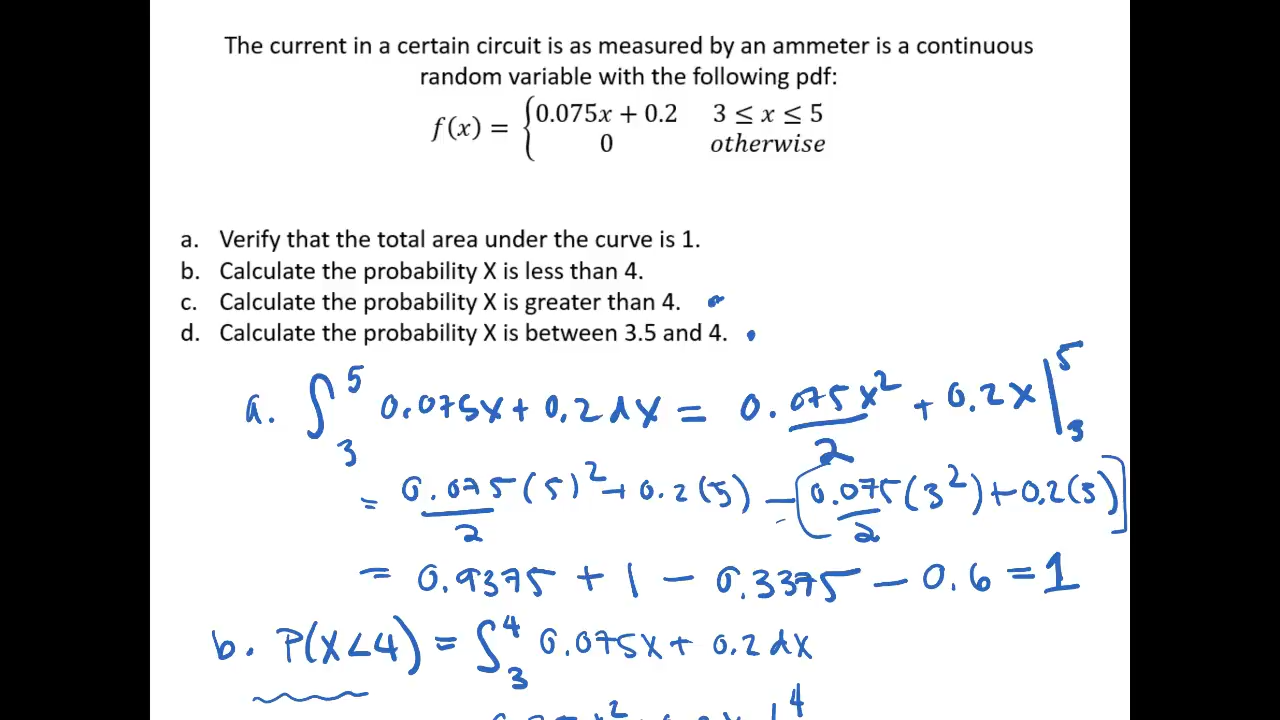 The current in a certain circuit is as measured by an ammeter is a continuous
random variable with the following pdf:
f(x) = { 0.075x + 0.2   3 ≤ x ≤ 5
0   otherwise
a. Verify that the total area under the curve is 1.
b. Calculate the probability X is less than 4.
c. Calculate the probability X is greater than 4.
d. Calculate the probability X is between 3.5 and 4.
a. ∫₃⁵ 0.075x + 0.2 dx = 0.075x²/2 + 0.2x |₃⁵
= 0.075/2 (5)² + 0.2(5) − [0.075/2 (3²) + 0.2(3)]
= 0.9375 + 1 − 0.3375 − 0.6 = 1
b. P(X<4) = ∫₃⁴ 0.075x + 0.2 dx